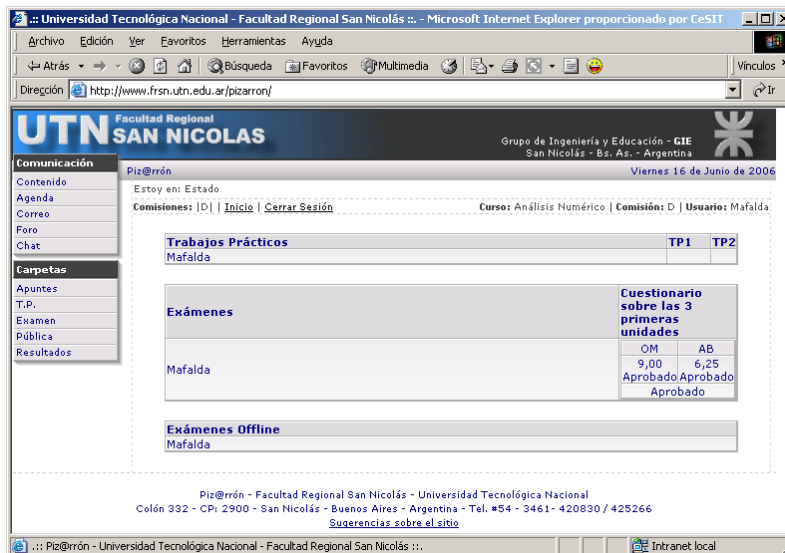 .:: Universidad Tecnológica Nacional - Facultad Regional San Nicolás ::. - Microsoft Internet Explorer proporcionado por CeSIT
Archivo Edición Ver Favoritos Herramientas Ayuda
Atrás Búsqueda Favoritos Multimedia Vínculos
Dirección http://www.frsn.utn.edu.ar/pizarron/ Ir
UTN Facultad Regional SAN NICOLAS
Grupo de Ingeniería y Educación - GIE
San Nicolás - Bs. As. - Argentina
Comunicación
Contenido
Agenda
Correo
Foro
Chat
Carpetas
Apuntes
T.P.
Examen
Pública
Resultados
Piz@rrón Viernes 16 de Junio de 2006
Estoy en: Estado
Comisiones: |D| | Inicio | Cerrar Sesión Curso: Análisis Numérico | Comisión: D | Usuario: Mafalda
Trabajos Prácticos TP1 TP2
Mafalda
Exámenes
Cuestionario
sobre las 3
primeras
unidades
Mafalda
OM AB
9,00 6,25
Aprobado Aprobado
Aprobado
Exámenes Offline
Mafalda
Piz@rrón - Facultad Regional San Nicolás - Universidad Tecnológica Nacional
Colón 332 - CP: 2900 - San Nicolás - Buenos Aires - Argentina - Tel. #54 - 3461- 420830 / 425266
Sugerencias sobre el sitio
.:: Piz@rrón - Universidad Tecnológica Nacional - Facultad Regional San Nicolás ::. Intranet local